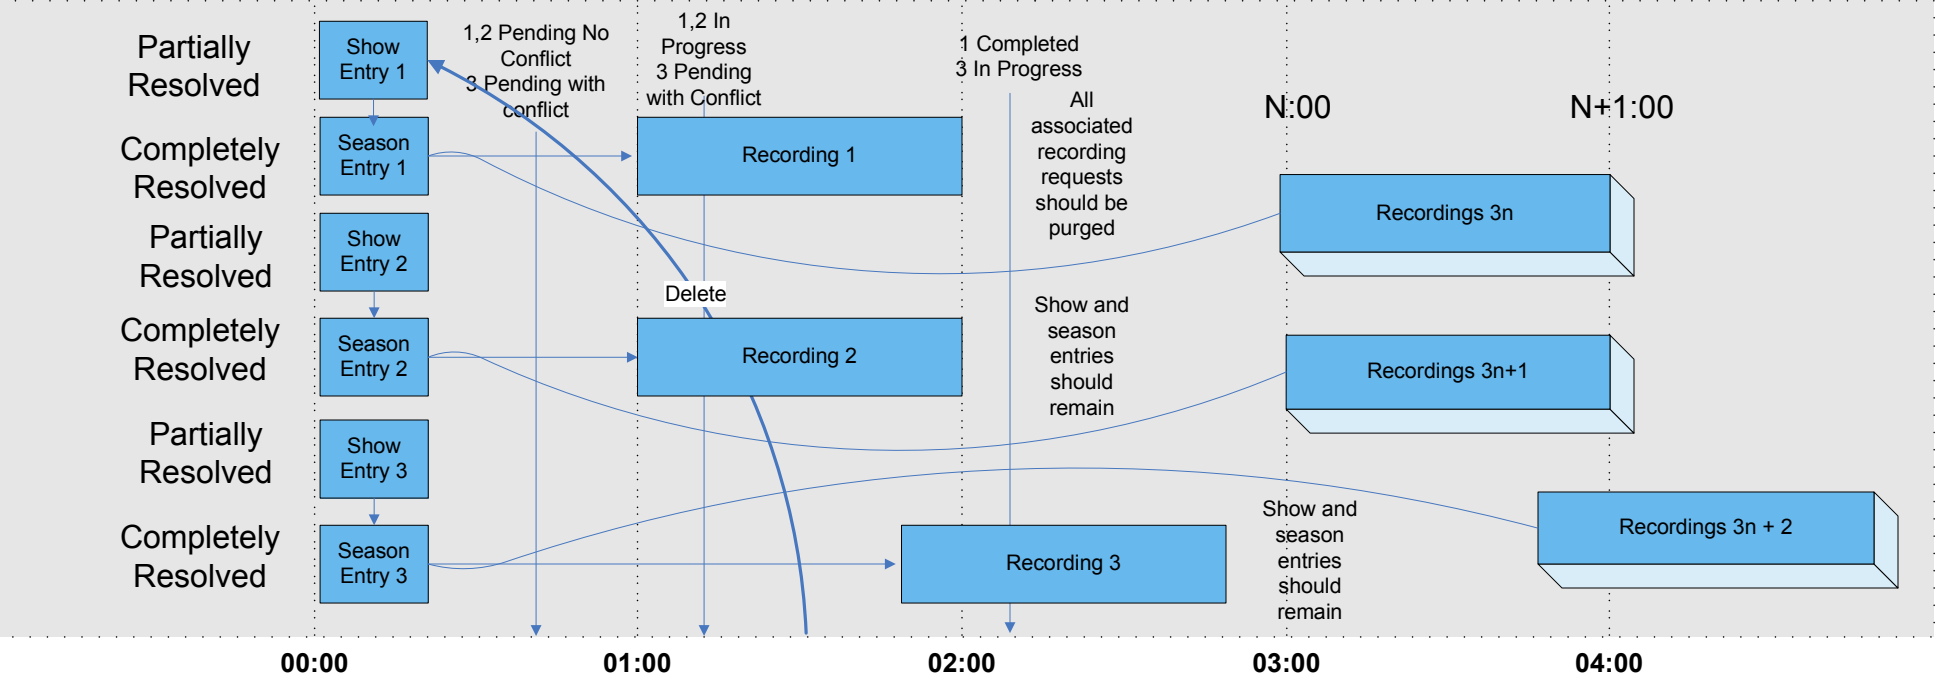 Partially
Resolved
Show
Entry 1
1,2 Pending No
Conflict
3 Pending with
conflict
1,2 In
Progress
3 Pending
with Conflict
1 Completed
3 In Progress
All
associated
recording
requests
should be
purged
N:00
N+1:00
Completely
Resolved
Season
Entry 1
Recording 1
Recordings 3n
Partially
Resolved
Show
Entry 2
Delete
Completely
Resolved
Season
Entry 2
Recording 2
Show and
season
entries
should
remain
Recordings 3n+1
Partially
Resolved
Show
Entry 3
Completely
Resolved
Season
Entry 3
Recording 3
Show and
season
entries
should
remain
Recordings 3n + 2
00:00
01:00
02:00
03:00
04:00